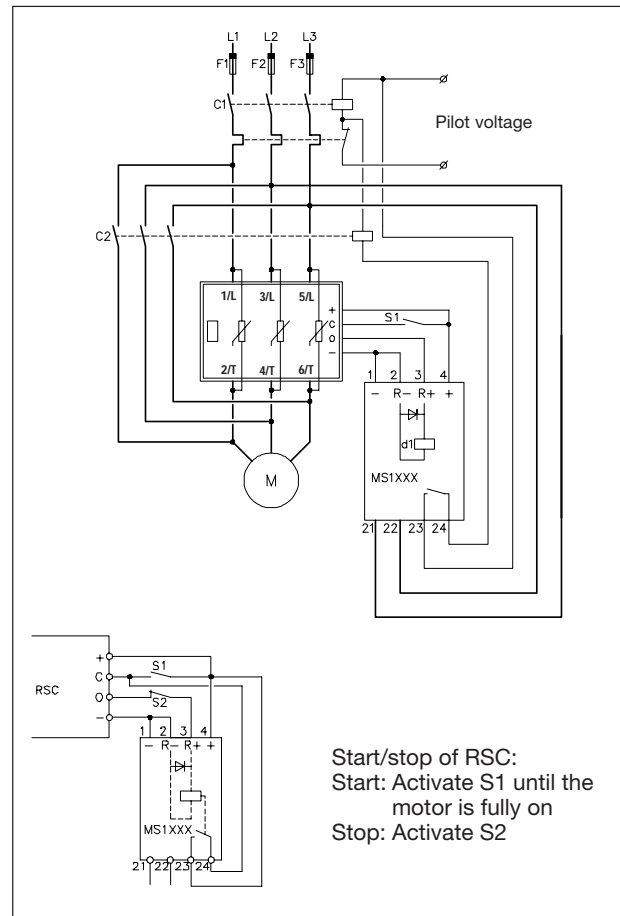 L1 L2 L3
F1 F2 F3
C1
Pilot voltage
C2
1/L 3/L 5/L
+
C
O
−
S1
2/T 4/T 6/T
1 2 3 4
− R− R+ +
d1
M
MS1XXX
21 22 23 24
+
C
O
−
RSC
S1
S2
1 2 3 4
− R− R+ +
MS1XXX
21 22 23 24
Start/stop of RSC:
Start: Activate S1 until the
motor is fully on
Stop: Activate S2